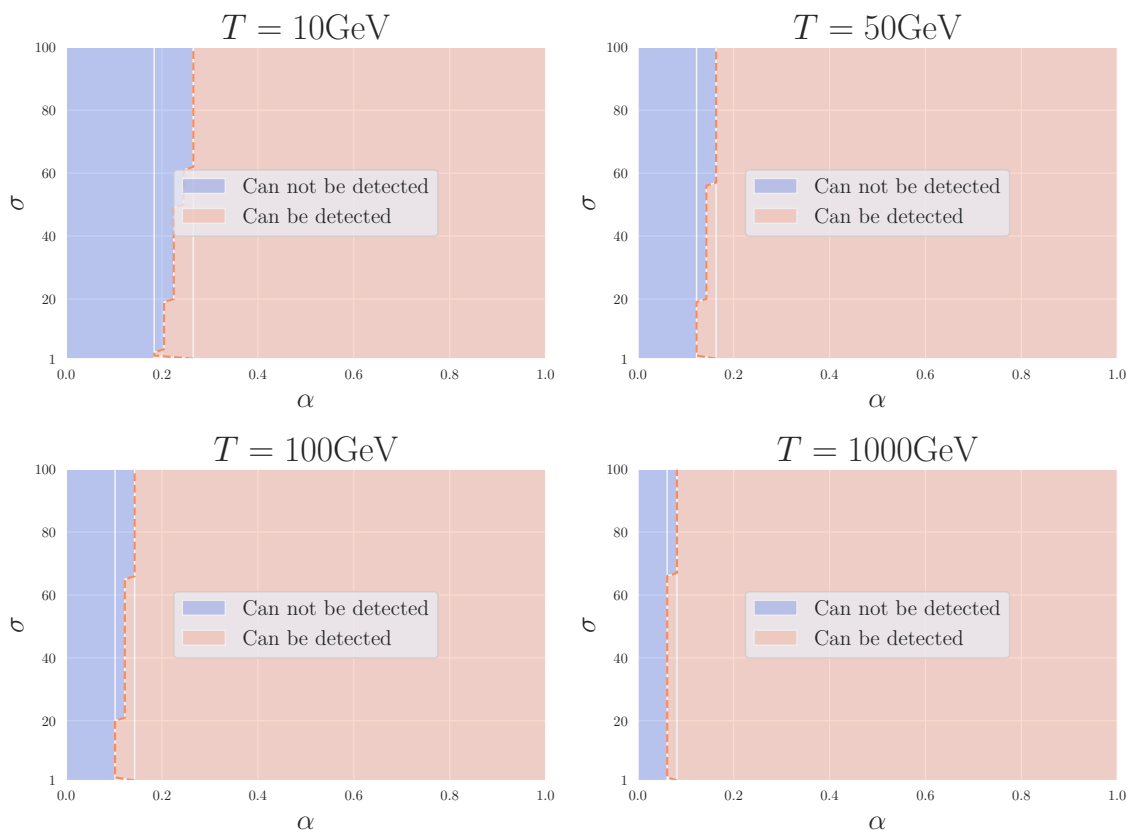 T = 10GeV
100
80
60
40
20
1
σ
Can not be detected
Can be detected
0.0 0.2 0.4 0.6 0.8 1.0
α
T = 50GeV
100
80
60
40
20
1
σ
Can not be detected
Can be detected
0.0 0.2 0.4 0.6 0.8 1.0
α
T = 100GeV
100
80
60
40
20
1
σ
Can not be detected
Can be detected
0.0 0.2 0.4 0.6 0.8 1.0
α
T = 1000GeV
100
80
60
40
20
1
σ
Can not be detected
Can be detected
0.0 0.2 0.4 0.6 0.8 1.0
α